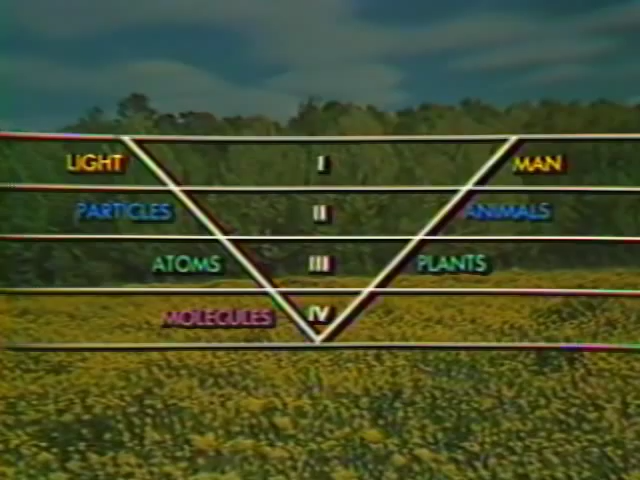 LIGHT I MAN
PARTICLES II ANIMALS
ATOMS III PLANTS
MOLECULES IV